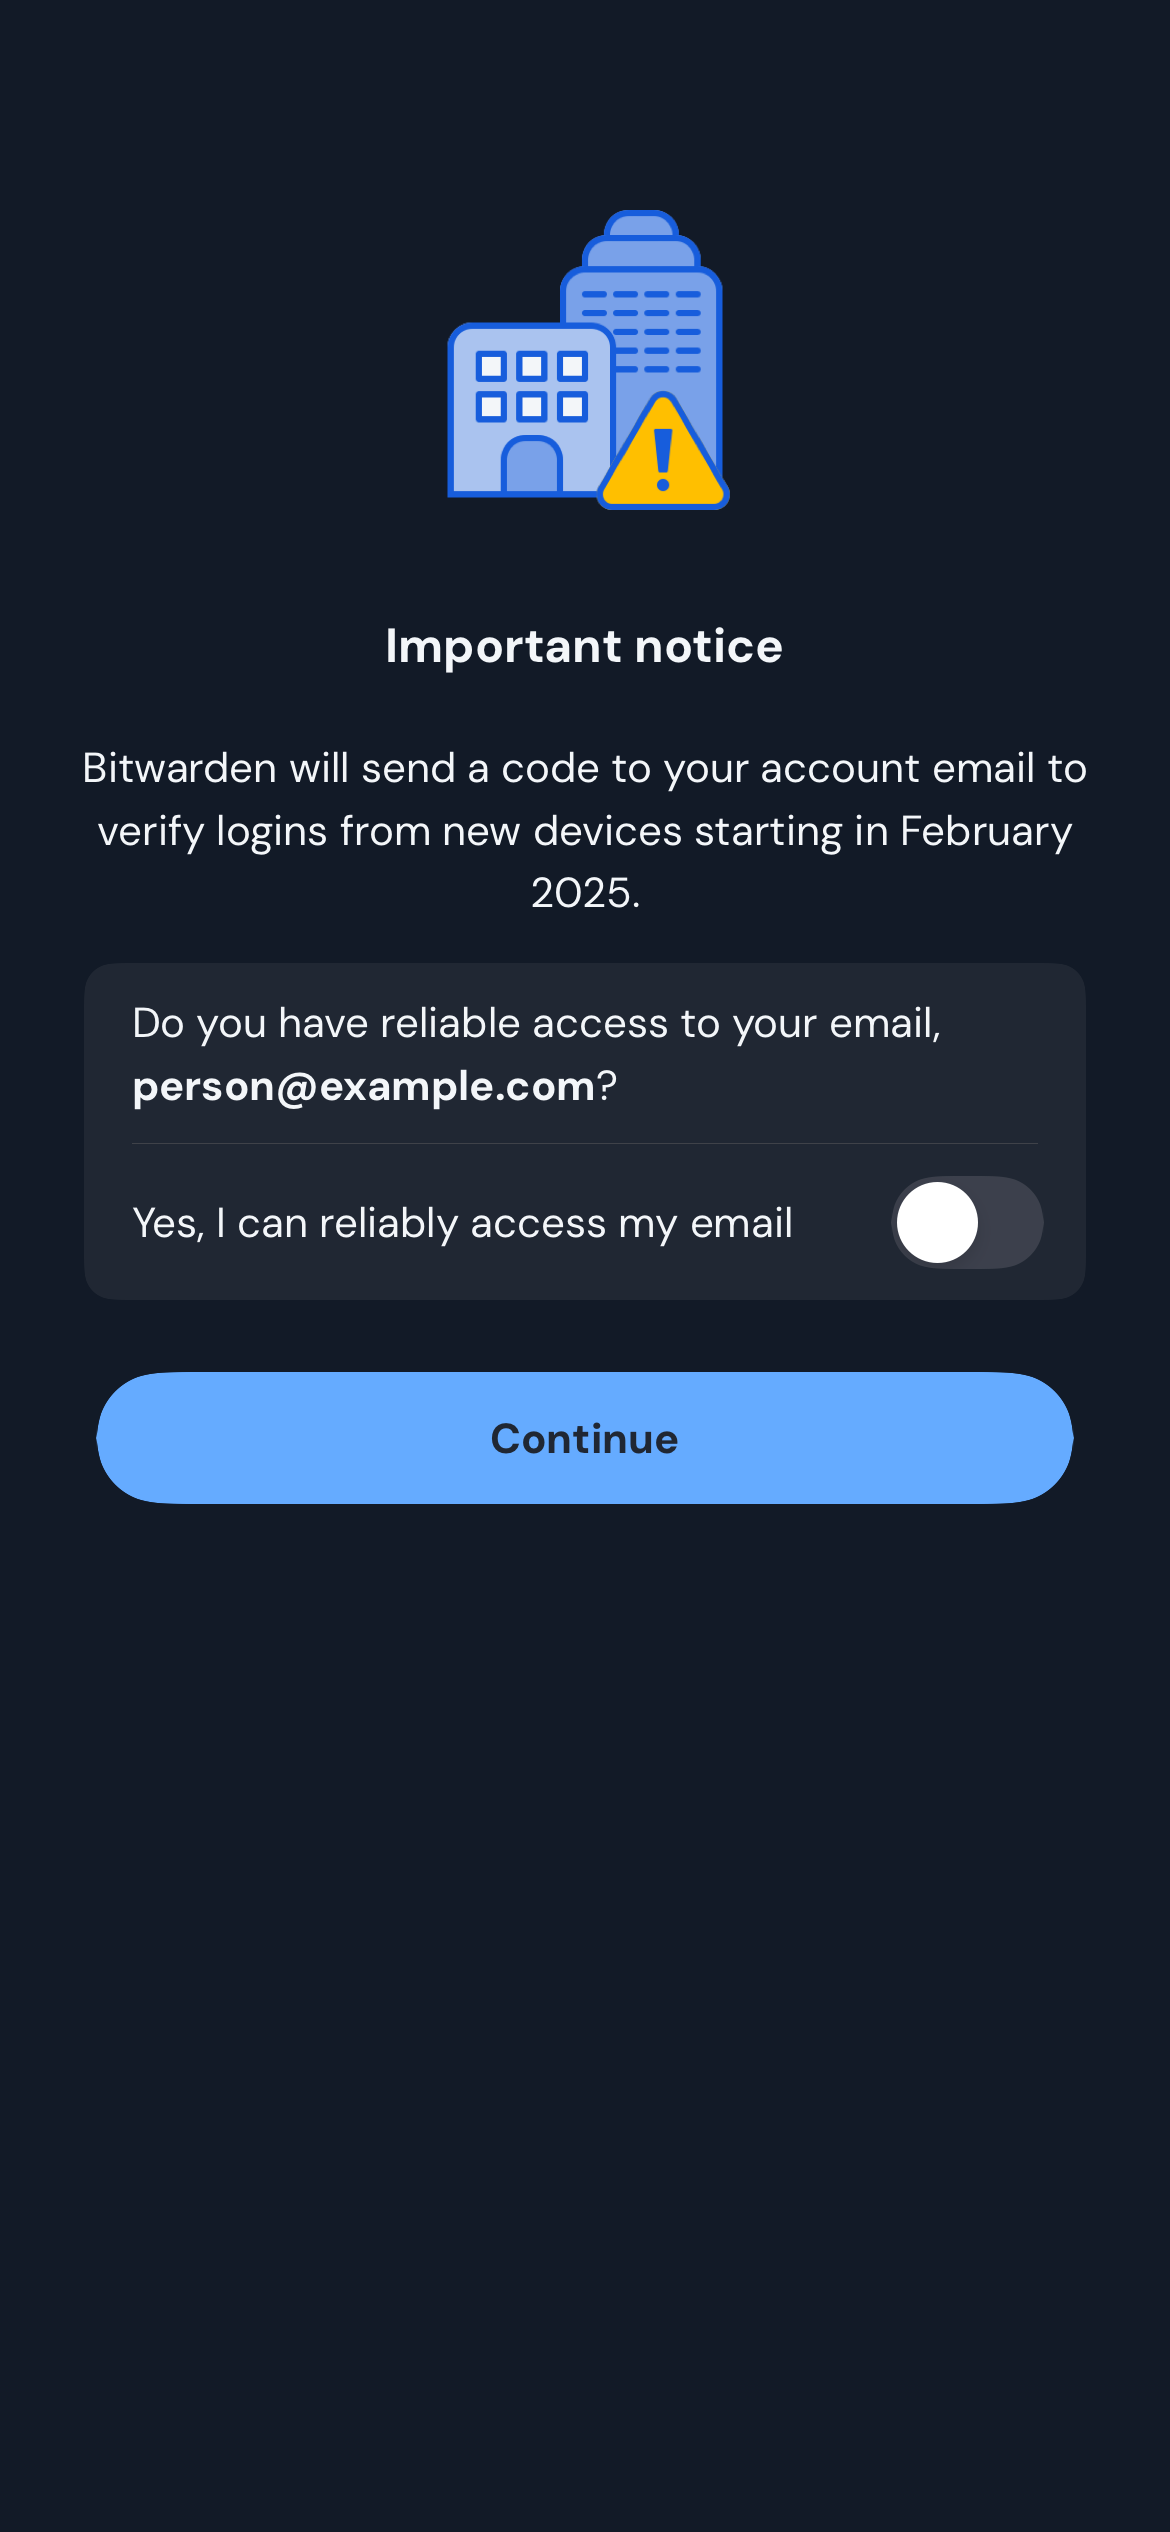 Important notice
Bitwarden will send a code to your account email to
verify logins from new devices starting in February
2025.
Do you have reliable access to your email,
person@example.com?
Yes, I can reliably access my email
Continue